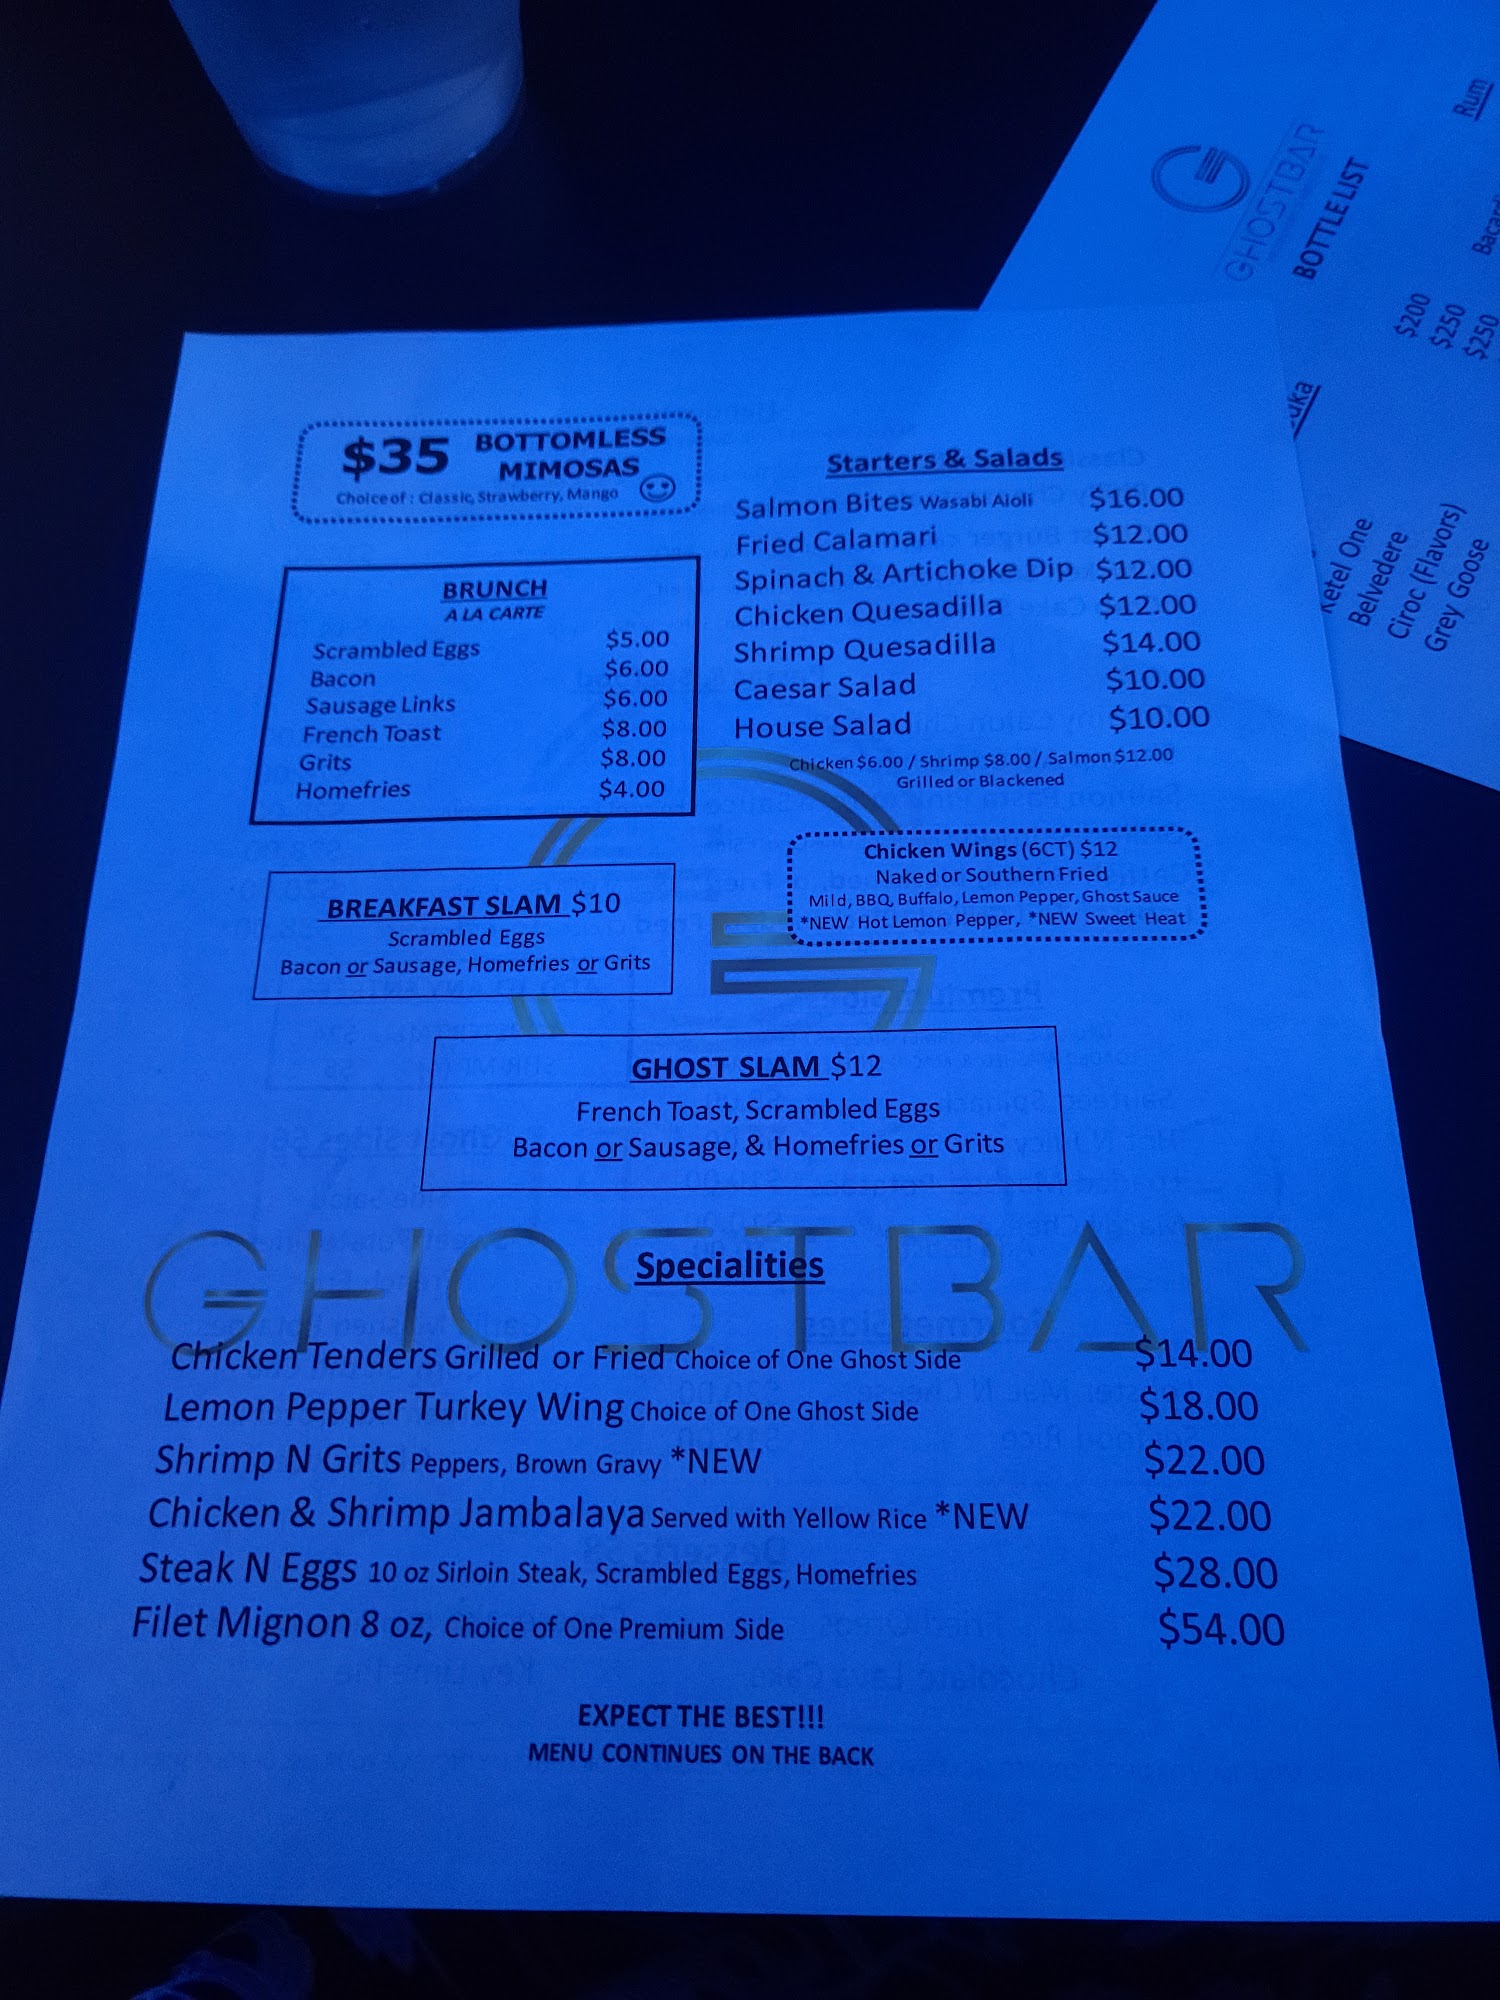 $35 BOTTOMLESS
MIMOSAS
Choice of : Classic, Strawberry, Mango
BRUNCH
A LA CARTE
Scrambled Eggs $5.00
Bacon $6.00
Sausage Links $6.00
French Toast $8.00
Grits $8.00
Homefries $4.00
Starters & Salads
Salmon Bites Wasabi Aioli $16.00
Fried Calamari $12.00
Spinach & Artichoke Dip $12.00
Chicken Quesadilla $12.00
Shrimp Quesadilla $14.00
Caesar Salad $10.00
House Salad $10.00
Chicken $6.00 / Shrimp $8.00 / Salmon $12.00
Grilled or Blackened
Chicken Wings (6CT) $12
Naked or Southern Fried
Mild, BBQ, Buffalo, Lemon Pepper, Ghost Sauce
*NEW Hot Lemon Pepper, *NEW Sweet Heat
BREAKFAST SLAM $10
Scrambled Eggs
Bacon or Sausage, Homefries or Grits
GHOST SLAM $12
French Toast, Scrambled Eggs
Bacon or Sausage, & Homefries or Grits
GHOSTBAR
Specialities
Chicken Tenders Grilled or Fried Choice of One Ghost Side $14.00
Lemon Pepper Turkey Wing Choice of One Ghost Side $18.00
Shrimp N Grits Peppers, Brown Gravy *NEW $22.00
Chicken & Shrimp Jambalaya Served with Yellow Rice *NEW $22.00
Steak N Eggs 10 oz Sirloin Steak, Scrambled Eggs, Homefries $28.00
Filet Mignon 8 oz, Choice of One Premium Side $54.00
EXPECT THE BEST!!!
MENU CONTINUES ON THE BACK
GHOSTBAR
BOTTLE LIST
Rum
Ketel One $200
Belvedere $250
Ciroc (Flavors) $250
Grey Goose